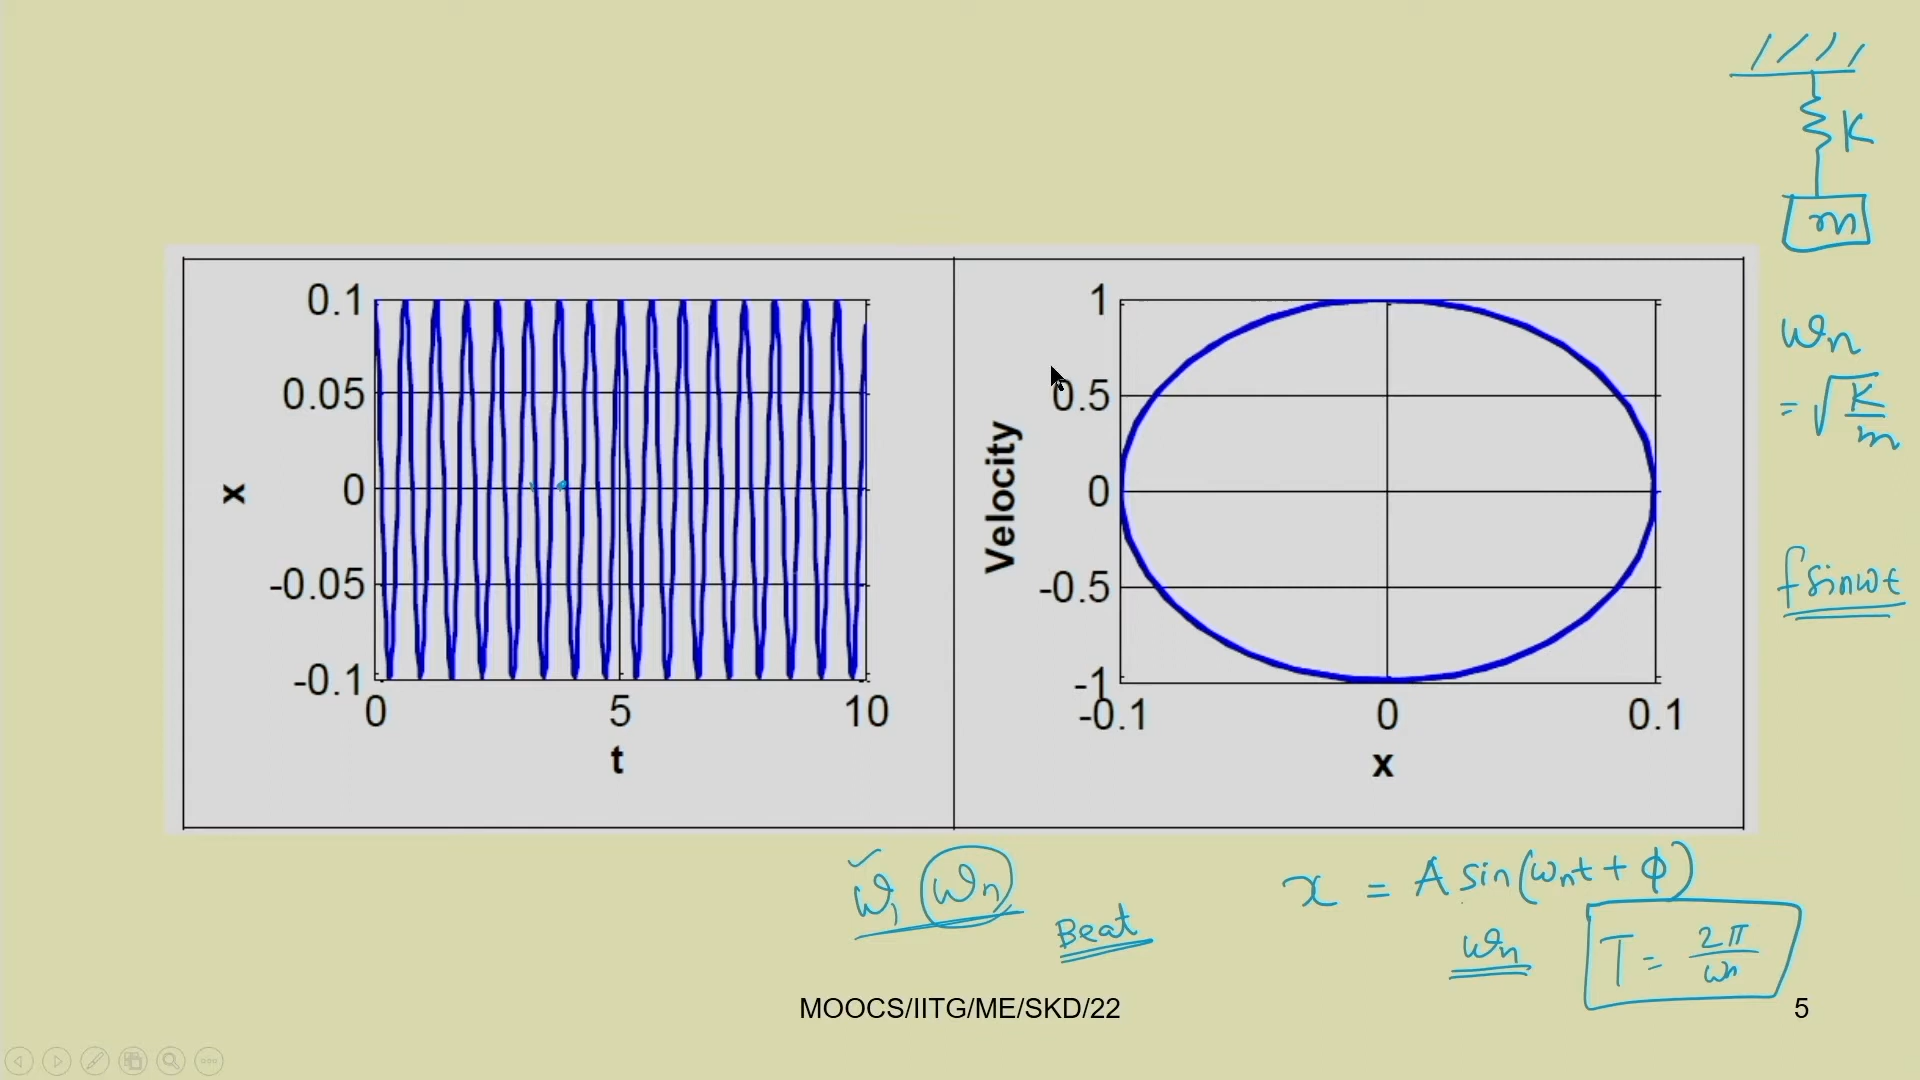 K
m
ωn
= √K/m
f sinωt
0.1
0.05
0
-0.05
-0.1
x
0 5 10
t
1
0.5
0
-0.5
-1
Velocity
-0.1 0 0.1
x
ω, ωn
Beat
x = A sin(ωnt + φ)
ωn
T = 2π/ωn
MOOCS/IITG/ME/SKD/22
5